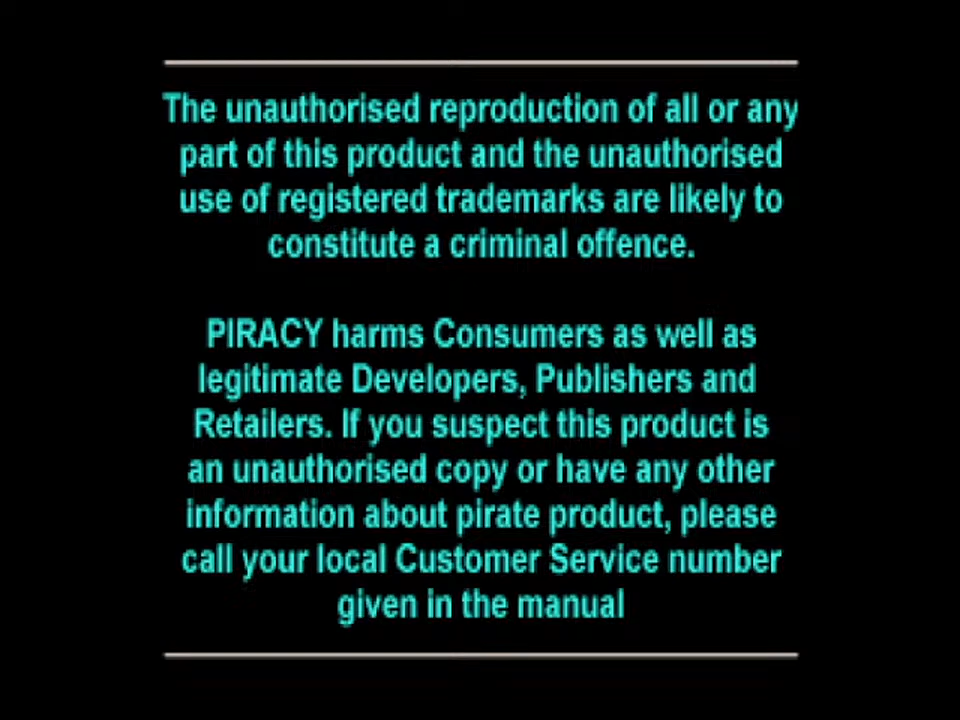 The unauthorised reproduction of all or any
part of this product and the unauthorised
use of registered trademarks are likely to
constitute a criminal offence.
PIRACY harms Consumers as well as
legitimate Developers, Publishers and
Retailers. If you suspect this product is
an unauthorised copy or have any other
information about pirate product, please
call your local Customer Service number
given in the manual